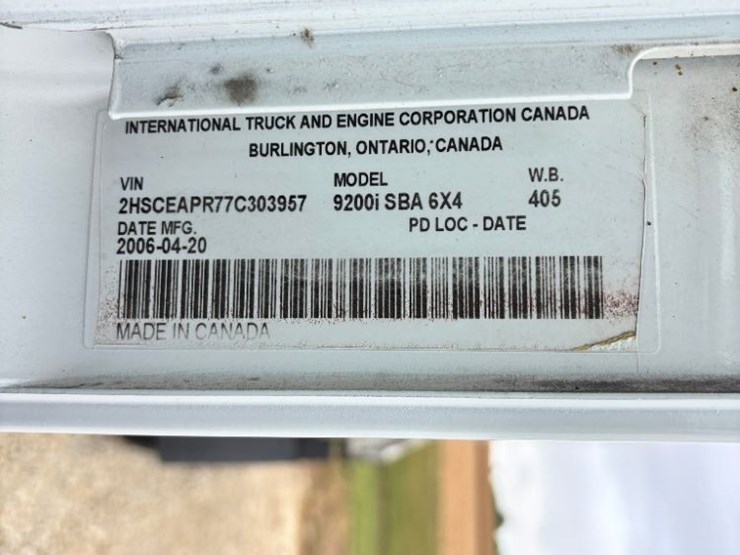 INTERNATIONAL TRUCK AND ENGINE CORPORATION CANADA
BURLINGTON, ONTARIO, CANADA
VIN MODEL W.B.
2HSCEAPR77C303957 9200i SBA 6X4 405
DATE MFG. PD LOC - DATE
2006-04-20
MADE IN CANADA